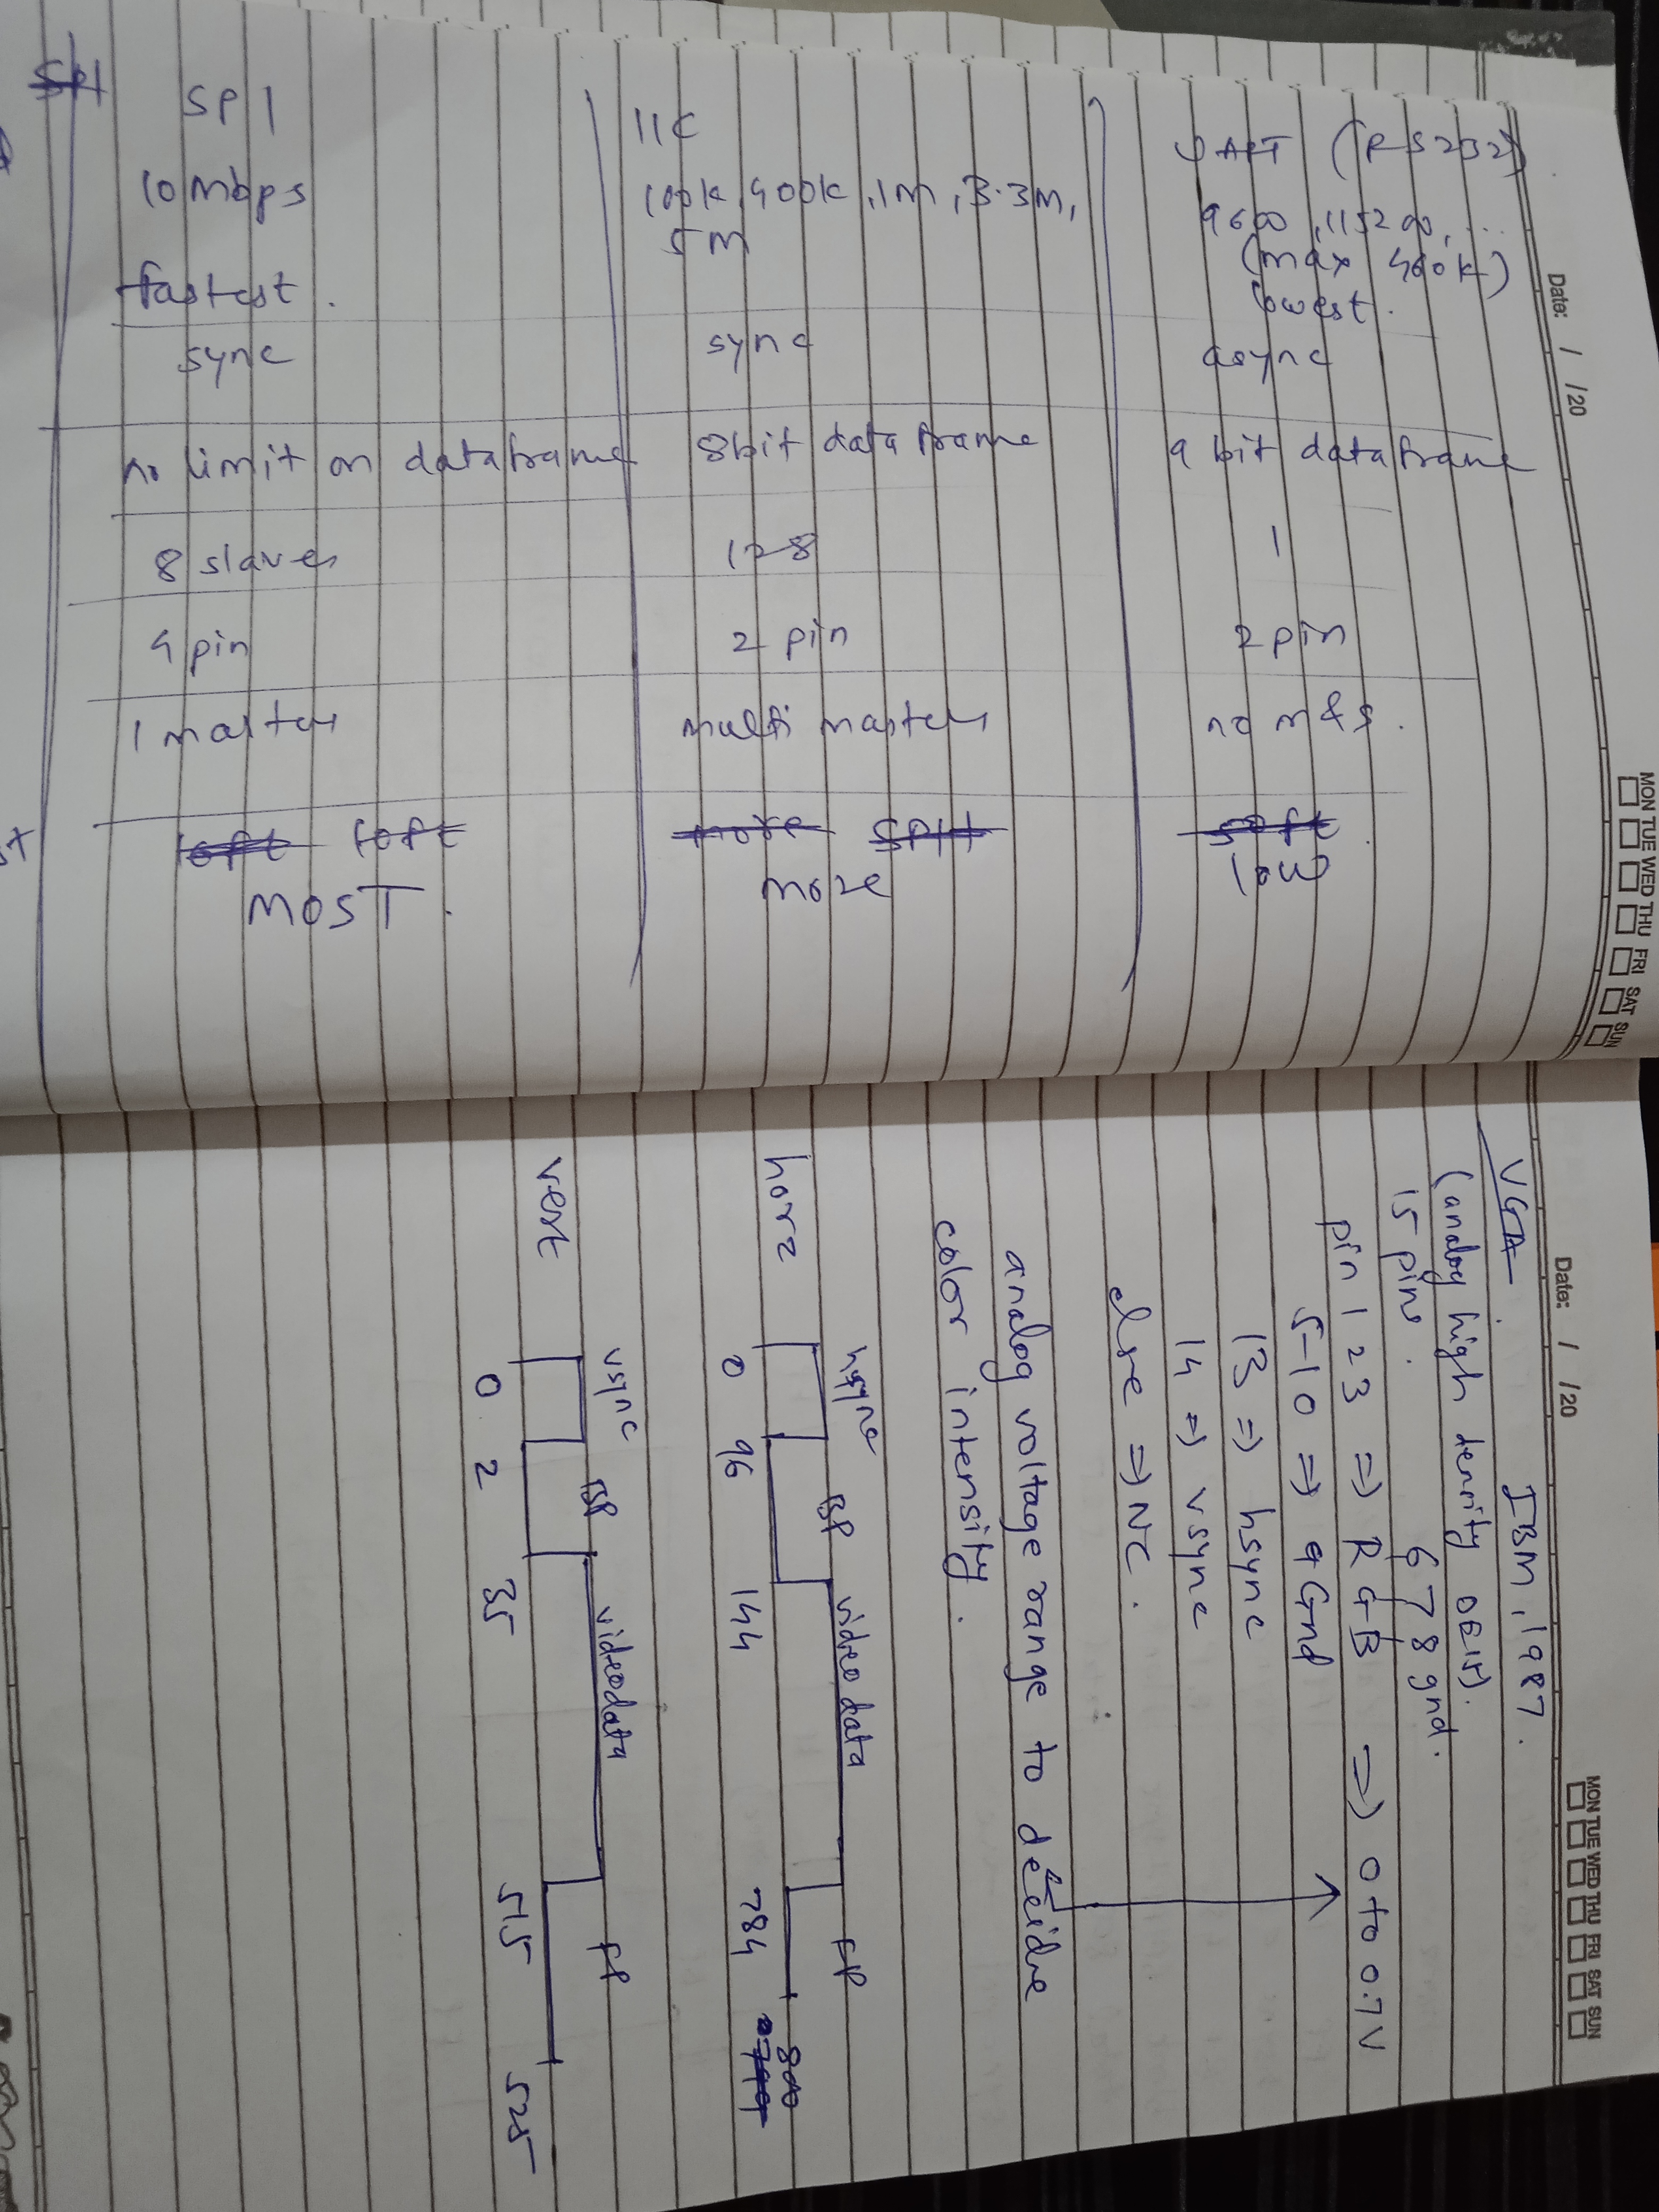 SPI
SPI
IIC
UART (RS232)
10 Mbps
100k, 400k, 1M, 3.3M,
5M
9600, 115200, ...
(max 460k)
fastest.
lowest.
sync
sync
async
no limit on dataframe
8bit data frame
9 bit dataframe
8 slaves
128
1
4 pin
2 pin
2 pin
1 master
multi master
no m & s.
soft
MOST.
more
more
soft
low
Date: / /20
MON TUE WED THU FRI SAT SUN
Date: / /20
MON TUE WED THU FRI SAT SUN
VGA. IBM, 1987.
(analog high density DE15).
15 pins. 6 7 8 gnd.
pin 1 2 3 => R G B => 0 to 0.7V
5-10 => 9 Gnd
13 => hsync
14 => vsync
else => NC.
analog voltage range to decide
color intensity.
horz
hsync BP video data FP
0 96 144 784 800
vert
vsync BP videodata FP
0 2 35 515 525